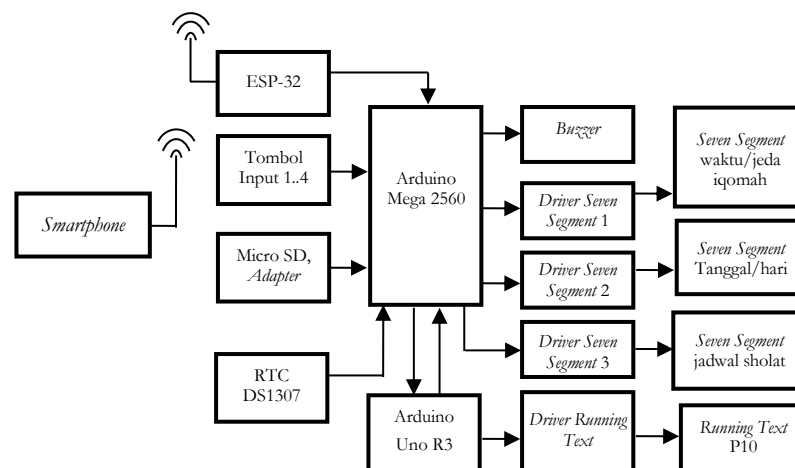 ESP-32
Tombol
Input 1..4
Smartphone
Micro SD,
Adapter
RTC
DS1307
Arduino
Mega 2560
Arduino
Uno R3
Buzzer
Driver Seven
Segment 1
Driver Seven
Segment 2
Driver Seven
Segment 3
Driver Running
Text
Seven Segment
waktu/jeda
iqomah
Seven Segment
Tanggal/hari
Seven Segment
jadwal sholat
Running Text
P10